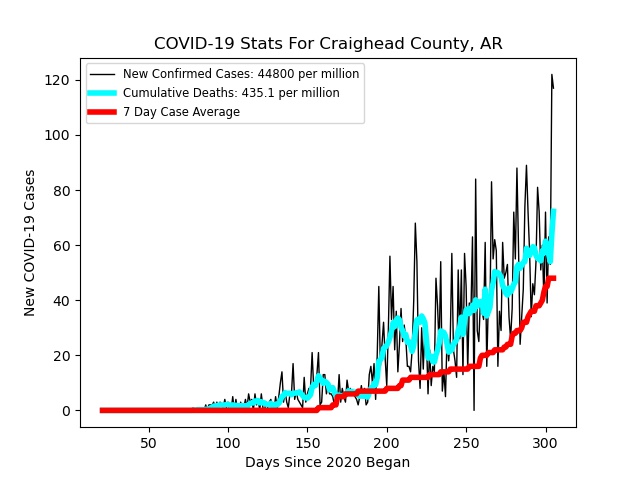 COVID-19 Stats For Craighead County, AR
New Confirmed Cases: 44800 per million
Cumulative Deaths: 435.1 per million
7 Day Case Average
120
100
80
60
40
20
0
New COVID-19 Cases
50 100 150 200 250 300
Days Since 2020 Began